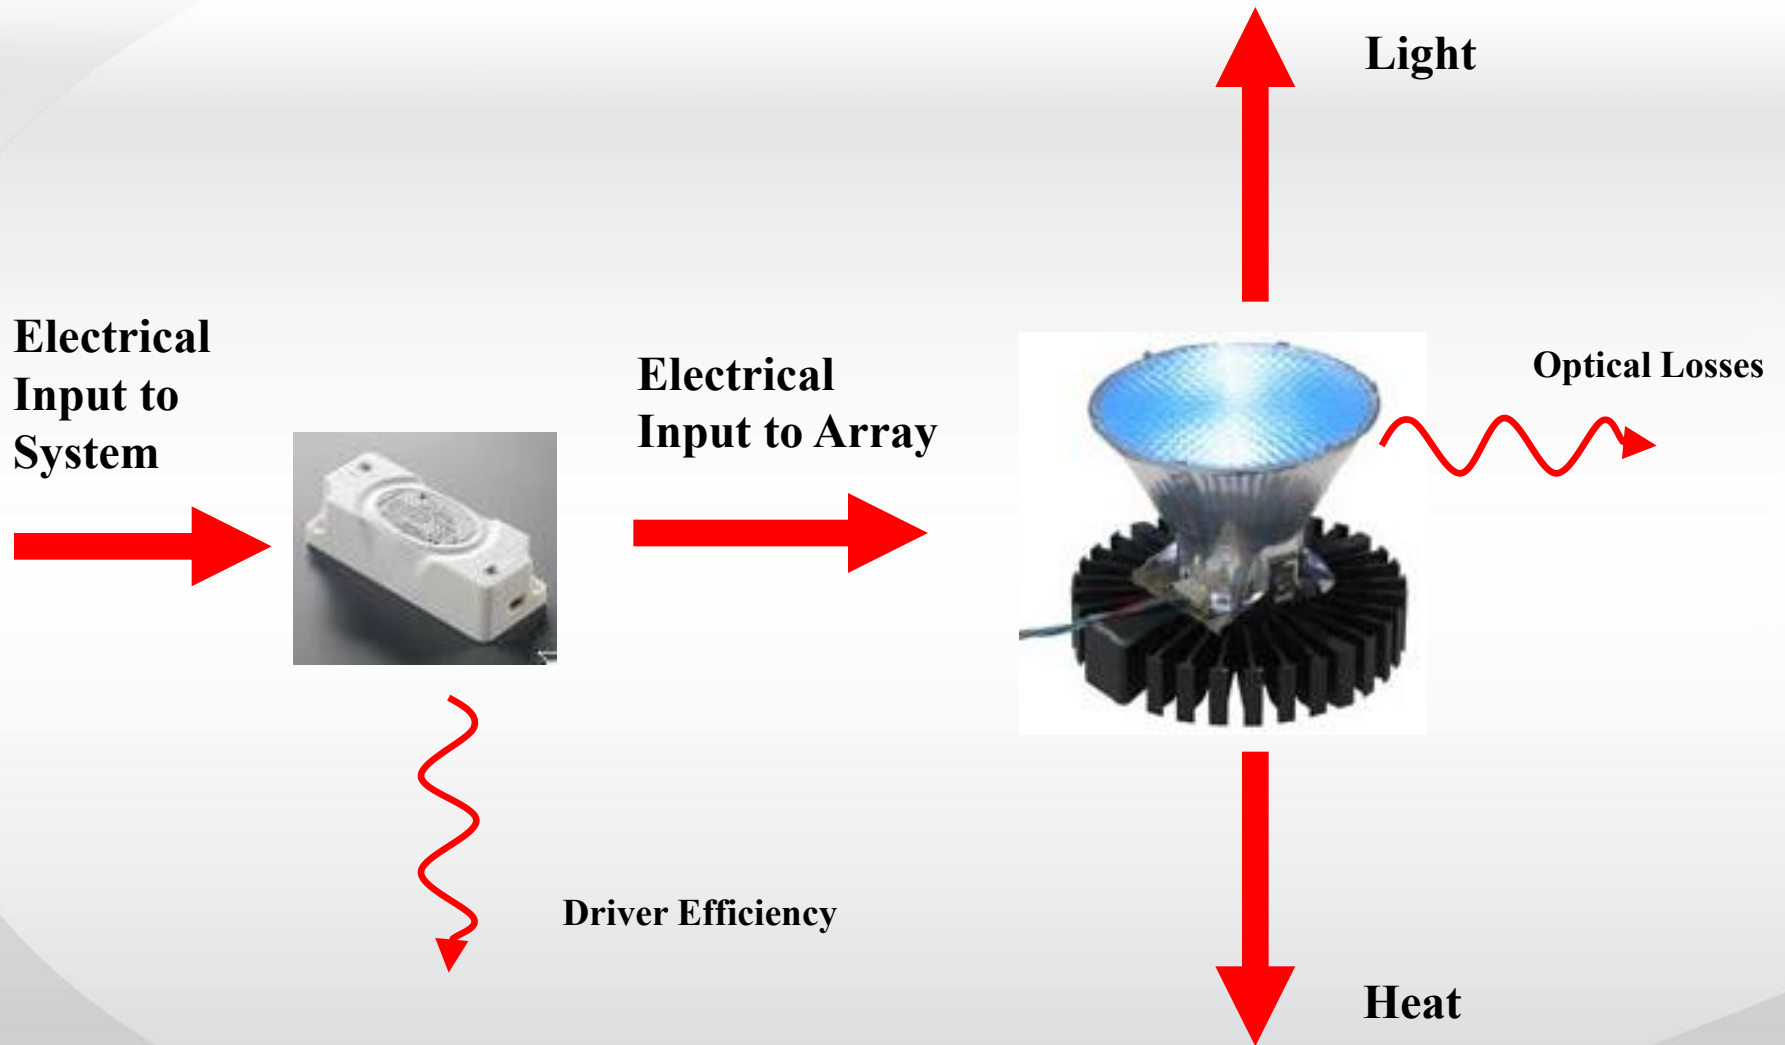 Light
Electrical
Input to
System
Electrical
Input to Array
Optical Losses
Driver Efficiency
Heat